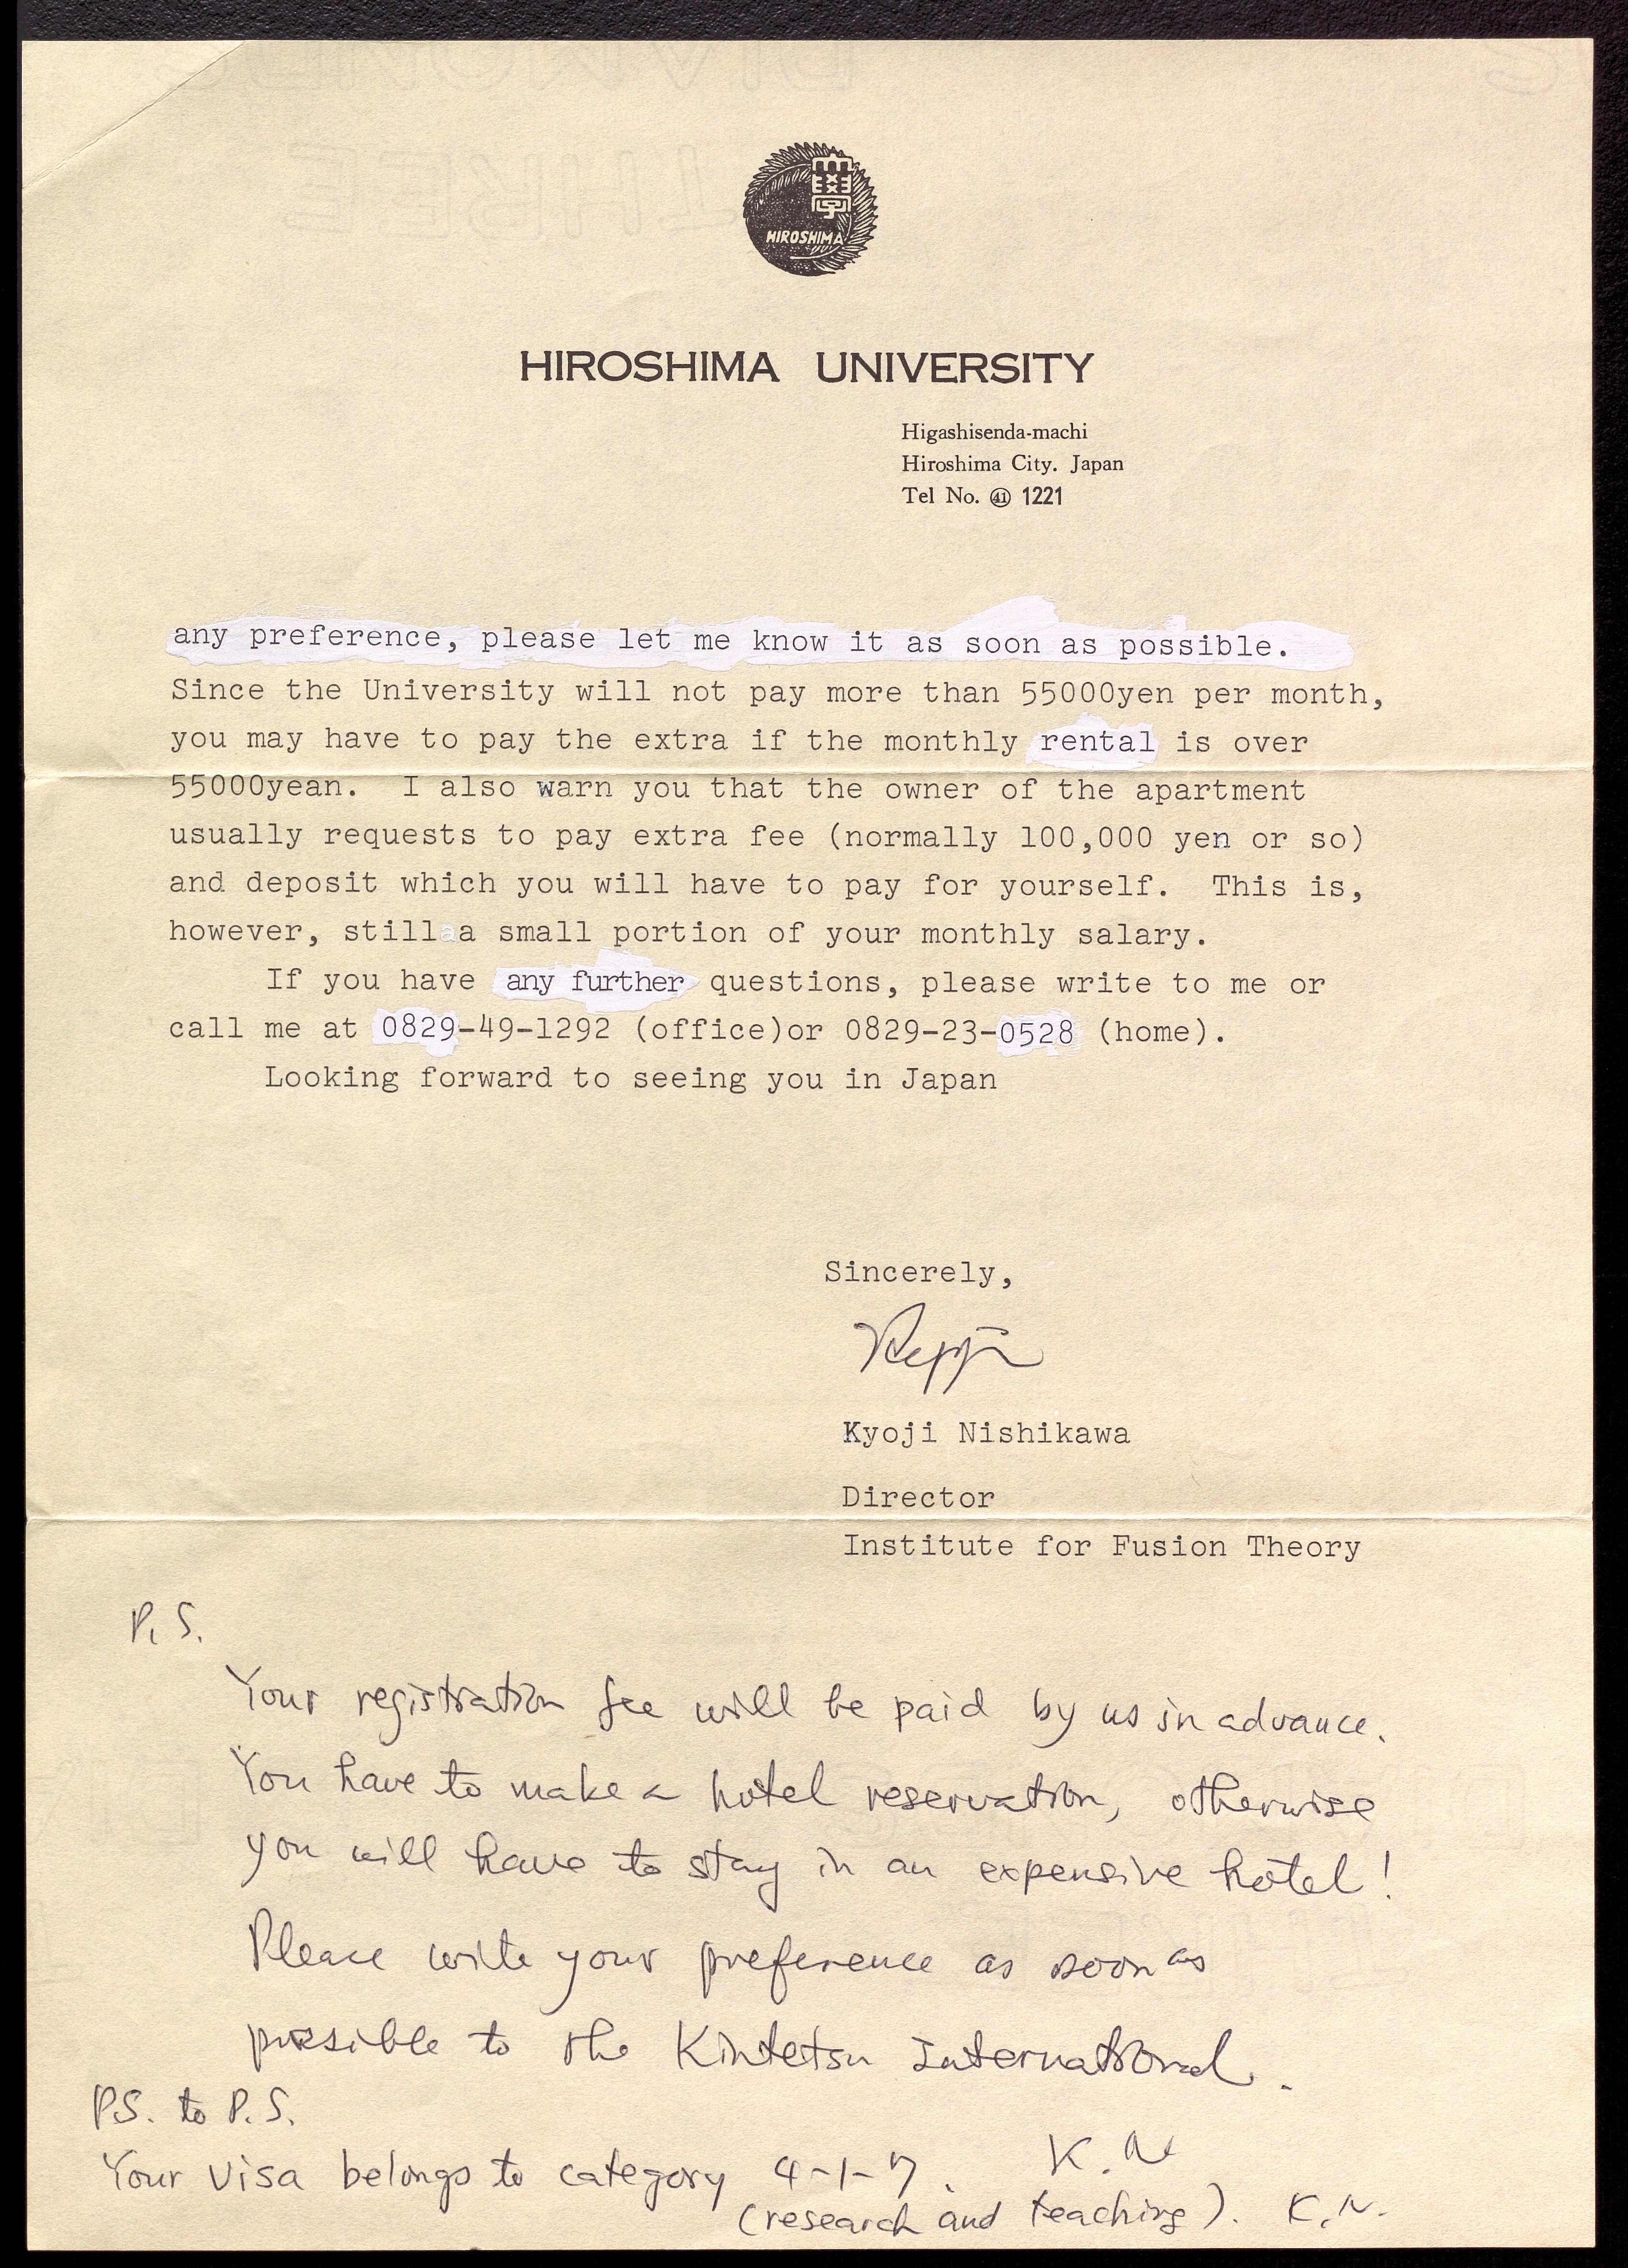 大學
HIROSHIMA
HIROSHIMA UNIVERSITY
Higashisenda-machi
Hiroshima City. Japan
Tel No. ㊶ 1221
any preference, please let me know it as soon as possible.
Since the University will not pay more than 55000yen per month,
you may have to pay the extra if the monthly rental is over
55000yean. I also warn you that the owner of the apartment
usually requests to pay extra fee (normally 100,000 yen or so)
and deposit which you will have to pay for yourself. This is,
however, still a small portion of your monthly salary.
If you have any further questions, please write to me or
call me at 0829-49-1292 (office)or 0829-23-0528 (home).
Looking forward to seeing you in Japan
Sincerely,
Kyoji Nishikawa
Director
Institute for Fusion Theory
P.S.
Your registration fee will be paid by us in advance.
You have to make a hotel reservation, otherwise
you will have to stay in an expensive hotel!
Please write your preference as soon as
possible to the Kintetsu International.
K.N
P.S. to P.S.
Your visa belongs to category 4-1-7.
(research and teaching). K.N.